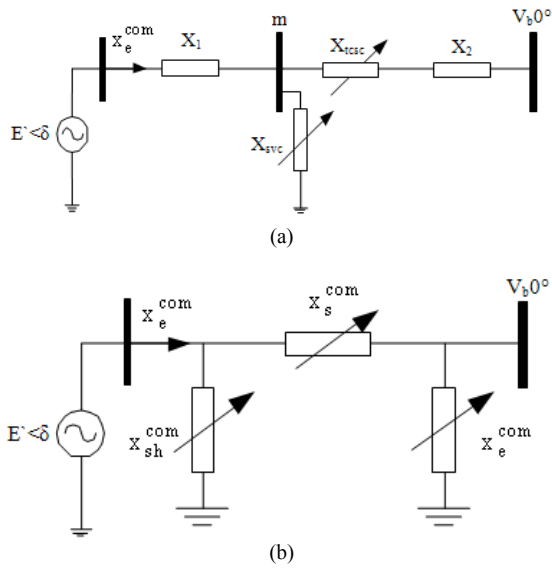 x_e^com
X_1
m
X_tcsc
X_2
V_b0°
E`<δ
X_svc
(a)
x_e^com
x_s^com
V_b0°
E`<δ
x_sh^com
x_e^com
(b)